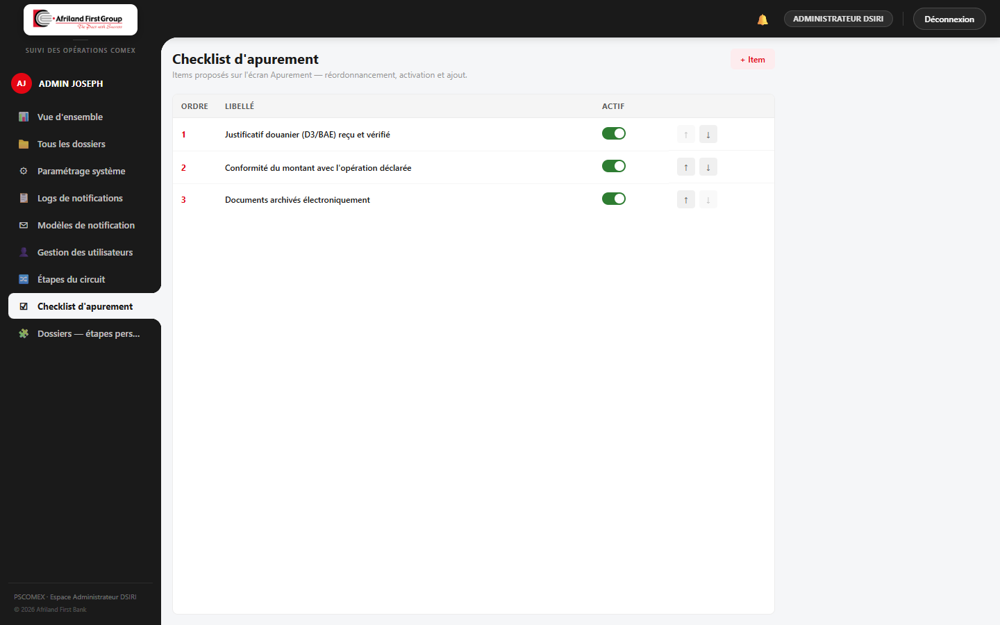 Afriland First Group
The Pact with Success
SUIVI DES OPÉRATIONS COMEX
ADMINISTRATEUR DSIRI
Déconnexion
AJ
ADMIN JOSEPH
Vue d'ensemble
Tous les dossiers
Paramétrage système
Logs de notifications
Modèles de notification
Gestion des utilisateurs
Étapes du circuit
Checklist d'apurement
Dossiers — étapes pers...
PSCOMEX · Espace Administrateur DSIRI
© 2026 Afriland First Bank
Checklist d'apurement
+ Item
Items proposés sur l'écran Apurement — réordonnancement, activation et ajout.
ORDRE LIBELLÉ ACTIF
1 Justificatif douanier (D3/BAE) reçu et vérifié ↑ ↓
2 Conformité du montant avec l'opération déclarée ↑ ↓
3 Documents archivés électroniquement ↑ ↓